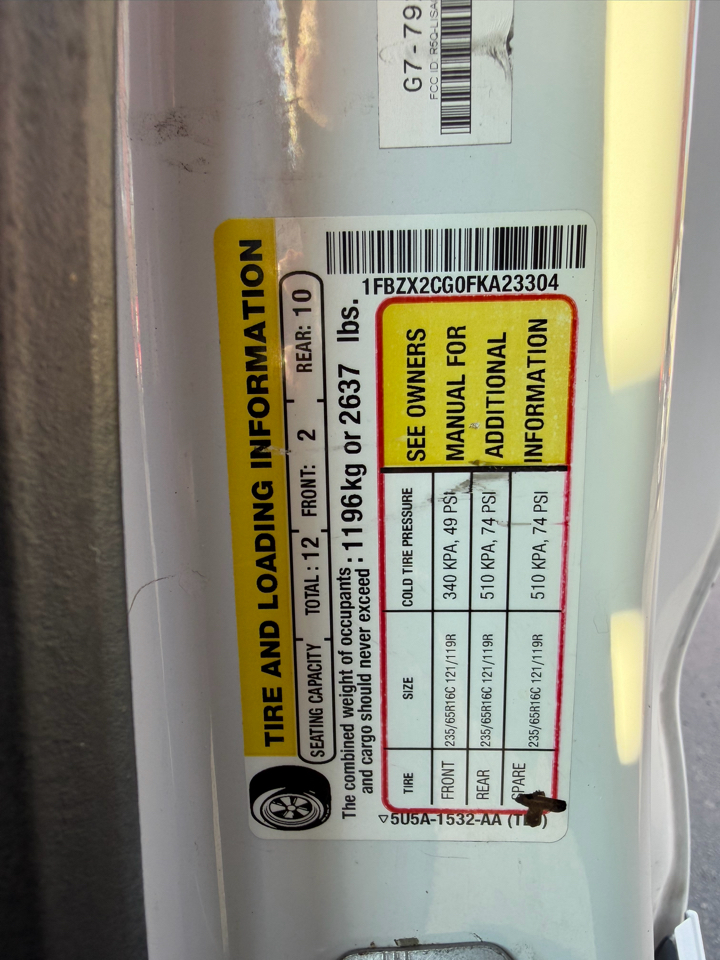 G7-79
FCC ID: R5Q-LISA
TIRE AND LOADING INFORMATION
SEATING CAPACITY TOTAL: 12 FRONT: 2 REAR: 10
The combined weight of occupants
and cargo should never exceed : 1196kg or 2637 lbs.
TIRE SIZE COLD TIRE PRESSURE
FRONT 235/65R16C 121/119R 340 KPA, 49 PSI
REAR 235/65R16C 121/119R 510 KPA, 74 PSI
SPARE 235/65R16C 121/119R 510 KPA, 74 PSI
SEE OWNERS
MANUAL FOR
ADDITIONAL
INFORMATION
5U5A-1532-AA
1FBZX2CG0FKA23304